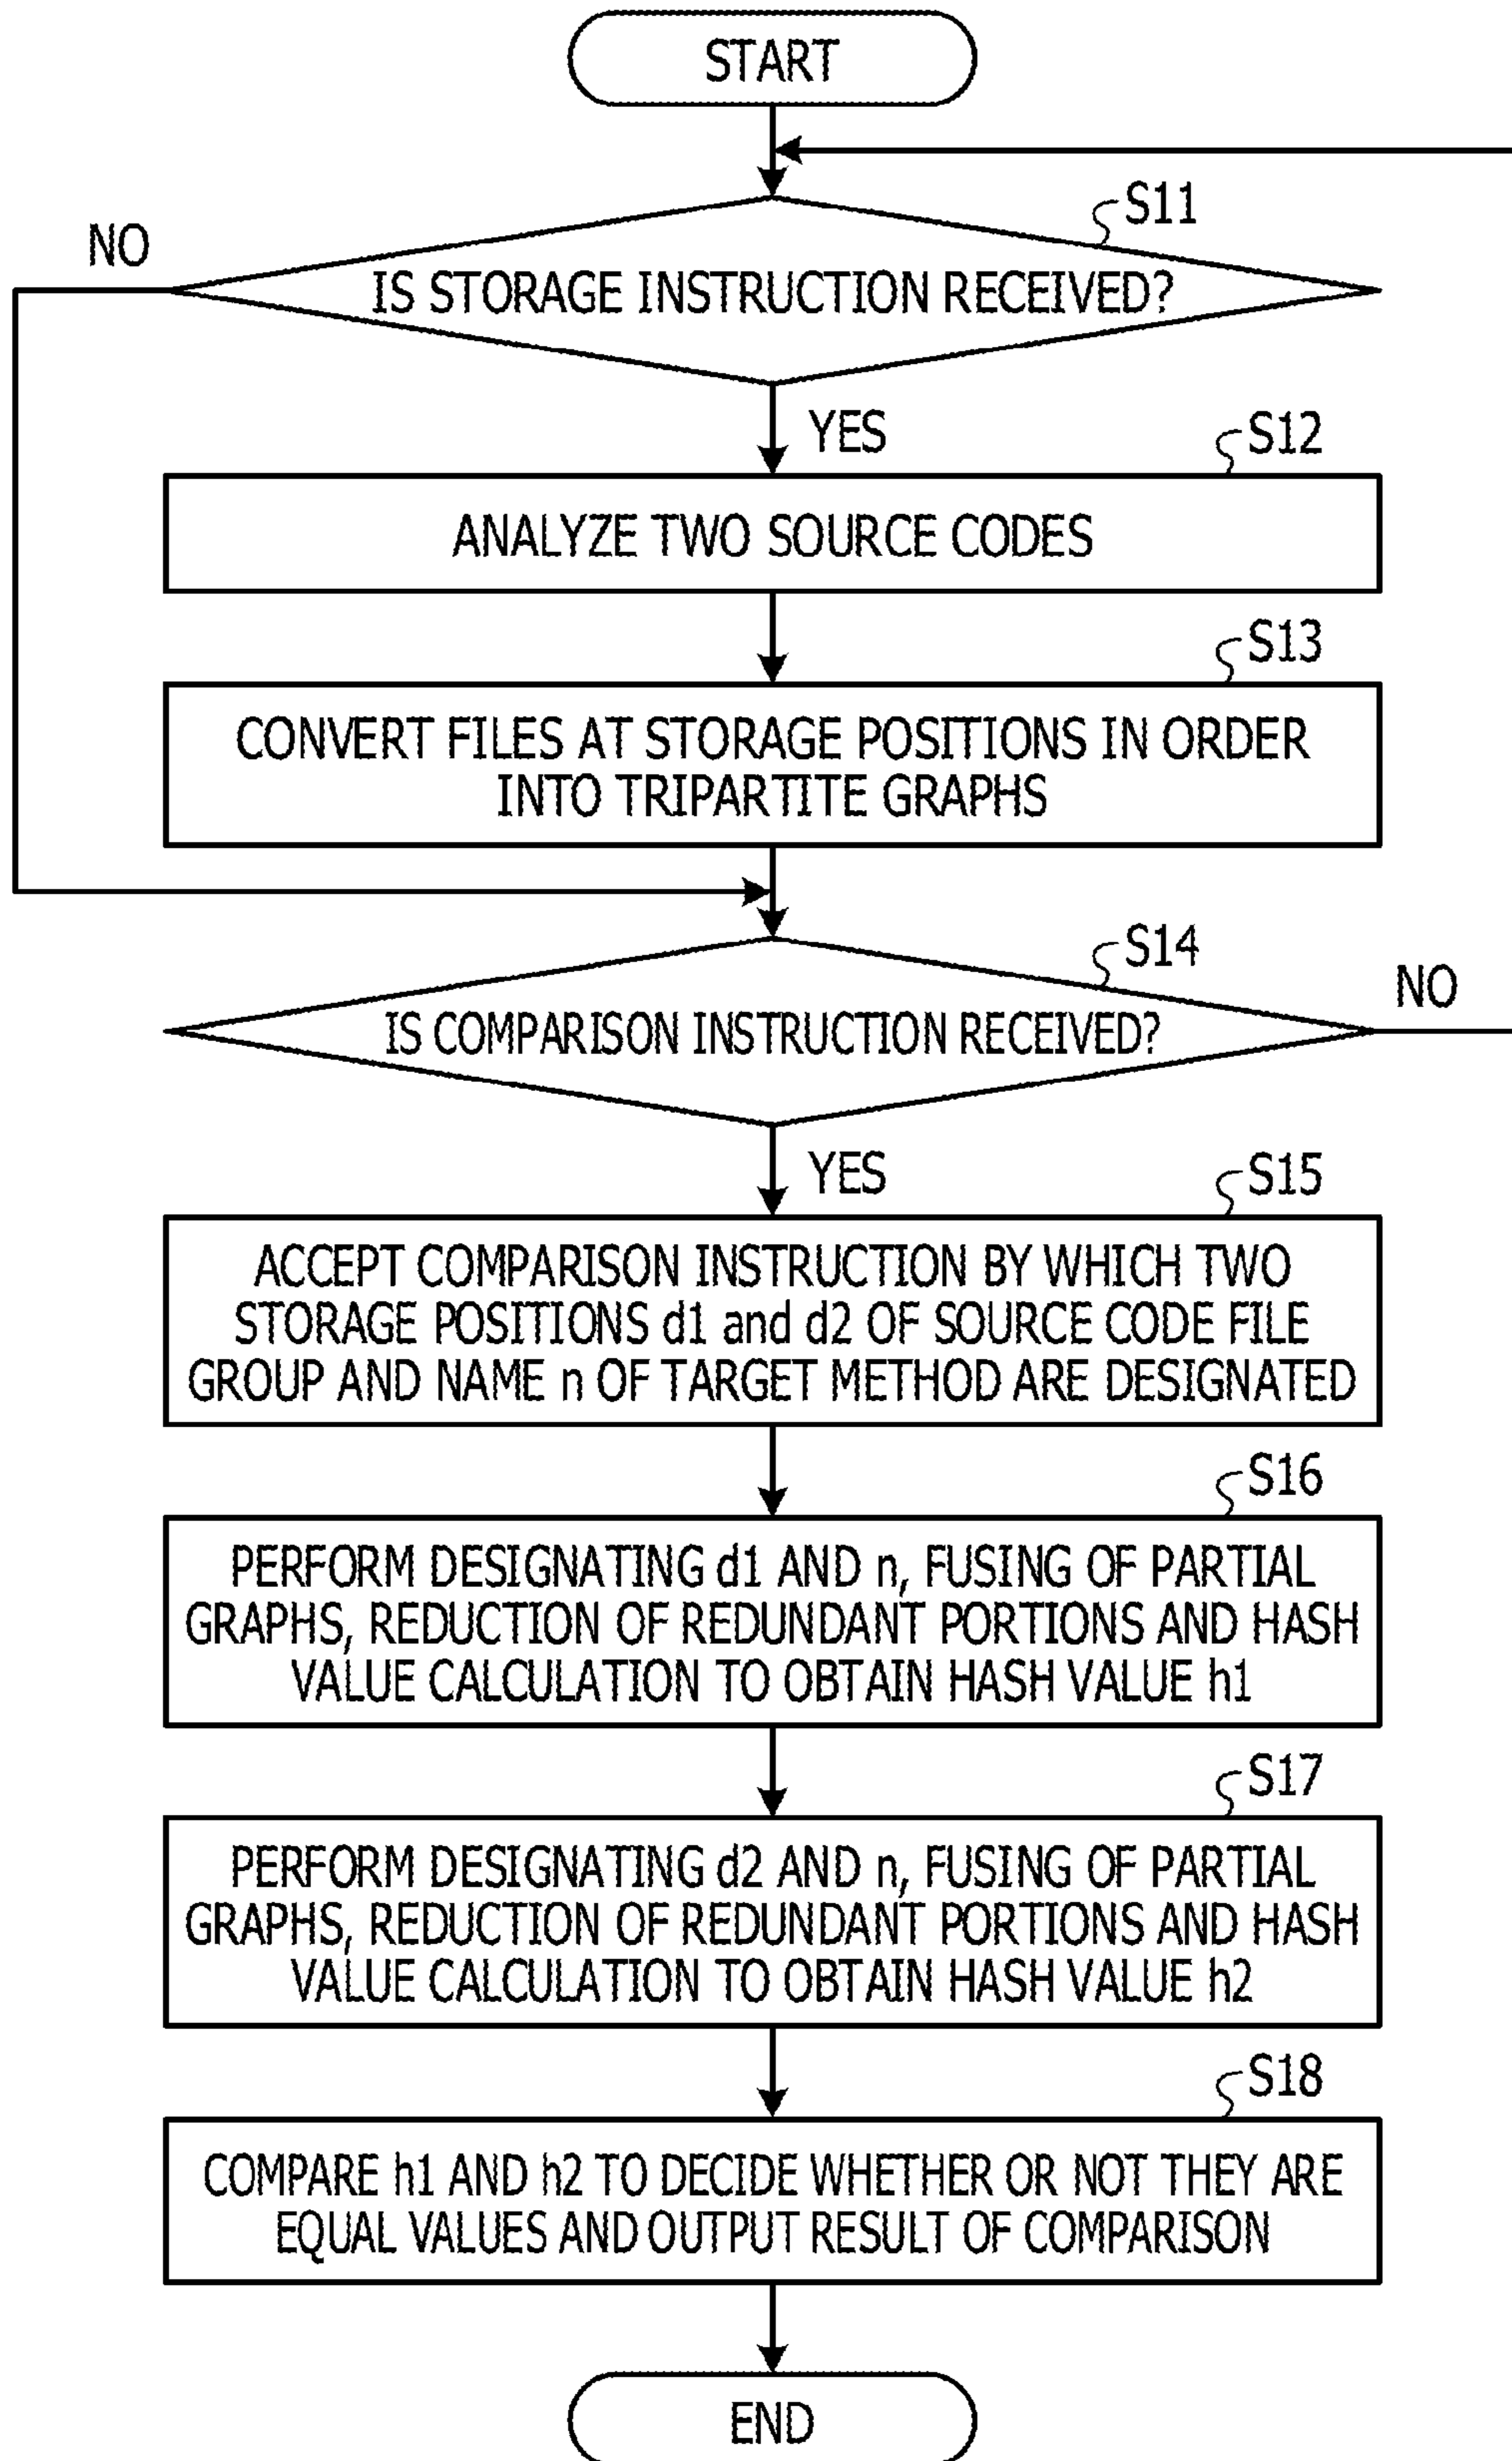 START
S11
NO
IS STORAGE INSTRUCTION RECEIVED?
YES
S12
ANALYZE TWO SOURCE CODES
S13
CONVERT FILES AT STORAGE POSITIONS IN ORDER
INTO TRIPARTITE GRAPHS
S14
NO
IS COMPARISON INSTRUCTION RECEIVED?
YES
S15
ACCEPT COMPARISON INSTRUCTION BY WHICH TWO
STORAGE POSITIONS d1 and d2 OF SOURCE CODE FILE
GROUP AND NAME n OF TARGET METHOD ARE DESIGNATED
S16
PERFORM DESIGNATING d1 AND n, FUSING OF PARTIAL
GRAPHS, REDUCTION OF REDUNDANT PORTIONS AND HASH
VALUE CALCULATION TO OBTAIN HASH VALUE h1
S17
PERFORM DESIGNATING d2 AND n, FUSING OF PARTIAL
GRAPHS, REDUCTION OF REDUNDANT PORTIONS AND HASH
VALUE CALCULATION TO OBTAIN HASH VALUE h2
S18
COMPARE h1 AND h2 TO DECIDE WHETHER OR NOT THEY ARE
EQUAL VALUES AND OUTPUT RESULT OF COMPARISON
END